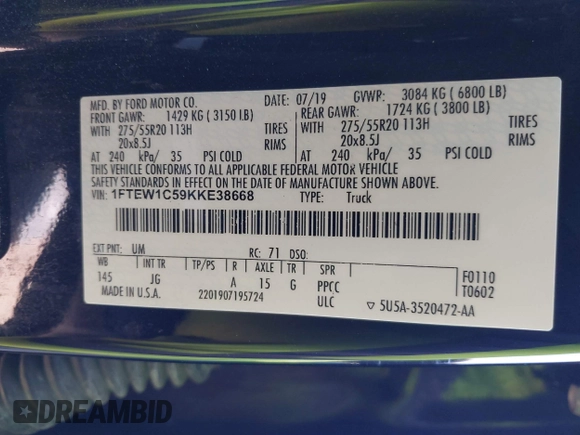 MFD. BY FORD MOTOR CO.
DATE: 07/19 GVWP: 3084 KG ( 6800 LB)
FRONT GAWR: 1429 KG ( 3150 LB) REAR GAWR: 1724 KG ( 3800 LB)
WITH 275/55R20 113H TIRES WITH 275/55R20 113H TIRES
20x8.5J RIMS 20x8.5J RIMS
AT 240 kPa/ 35 PSI COLD AT 240 kPa/ 35 PSI COLD
THIS VEHICLE CONFORMS TO ALL APPLICABLE FEDERAL MOTOR VEHICLE
SAFETY STANDARDS IN EFFECT ON THE DATE OF MANUFACTURE SHOWN ABOVE.
VIN: 1FTEW1C59KKE38668 TYPE: Truck
EXT PNT: UM RC: 71 DSO:
WB INT TR TP/PS R AXLE TR SPR
145 JG A 15 G PPCC
ULC
F0110
T0602
MADE IN U.S.A. 2201907195724 ▽ 5U5A-3520472-AA
DREAMBID